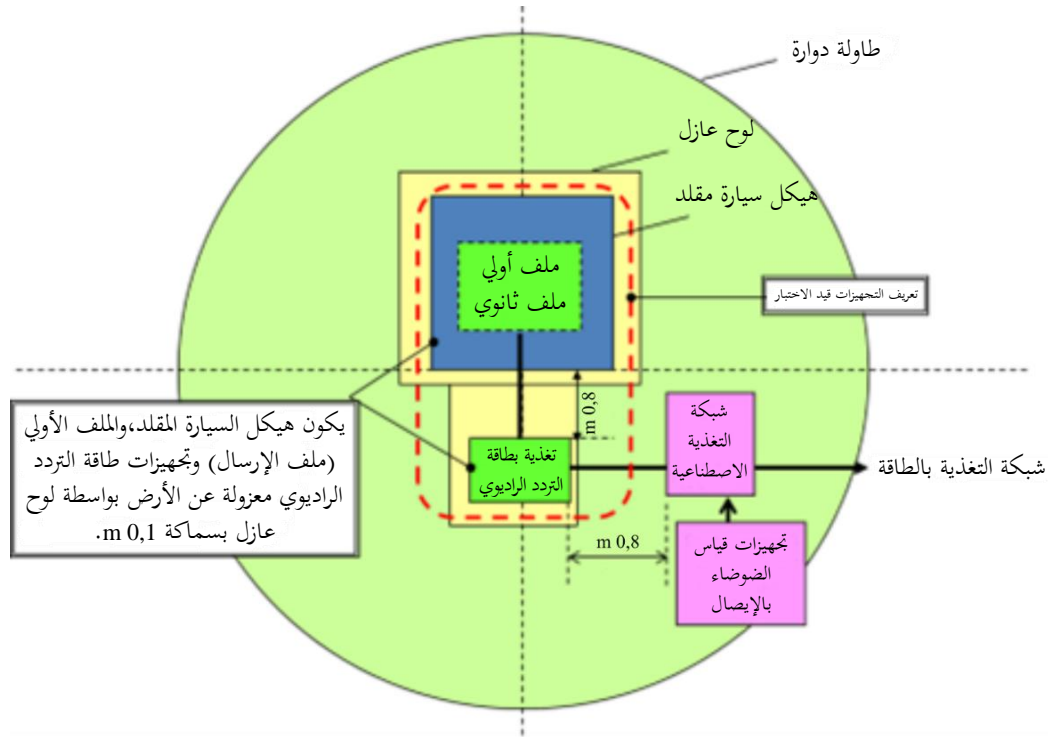 طاولة دوارة
لوح عازل
هيكل سيارة مقلد
ملف أولي
ملف ثانوي
تعريف التجهيزات قيد الاختبار
m 0,8
شبكة
التغذية
الاصطناعية
شبكة التغذية بالطاقة
تغذية بطاقة
التردد الراديوي
يكون هيكل السيارة المقلد،والملف الأولي
(ملف الإرسال) وتجهيزات طاقة التردد
الراديوي معزولة عن الأرض بواسطة لوح
عازل بسماكة m 0,1.
m 0,8
تجهيزات قياس
الضوضاء
بالإيصال